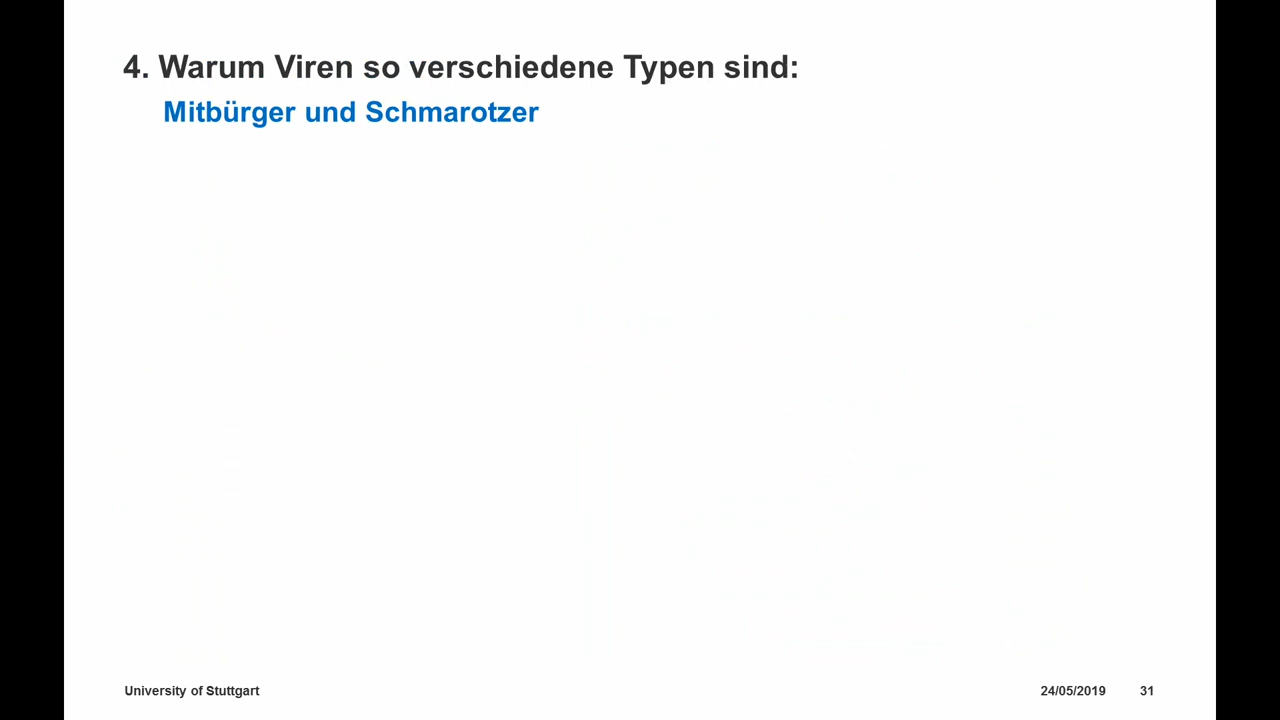 4. Warum Viren so verschiedene Typen sind:
Mitbürger und Schmarotzer
University of Stuttgart
24/05/2019
31